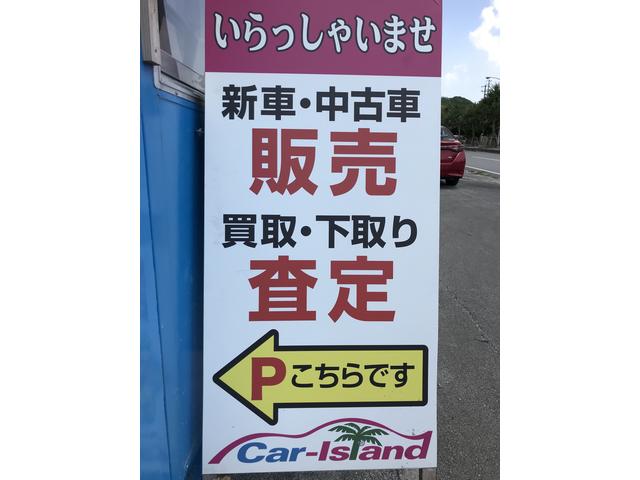 いらっしゃいませ
新車・中古車
販売
買取・下取り
査定
Pこちらです
Car-Island